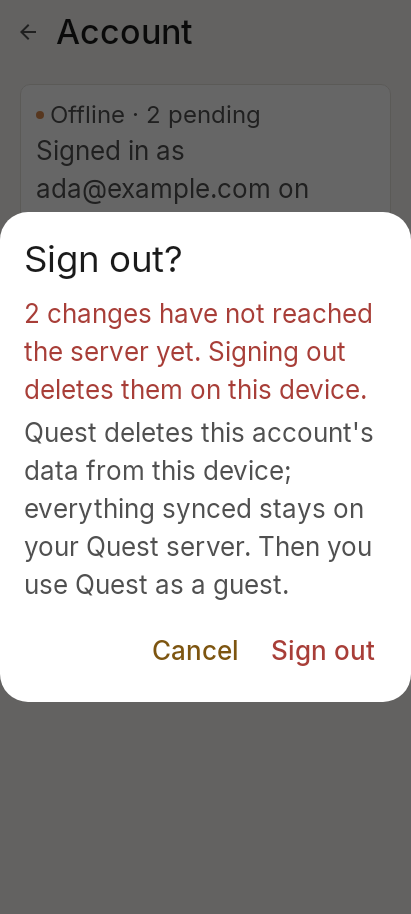 Account
Offline · 2 pending
Signed in as
ada@example.com on
Sign out?
2 changes have not reached
the server yet. Signing out
deletes them on this device.
Quest deletes this account's
data from this device;
everything synced stays on
your Quest server. Then you
use Quest as a guest.
Cancel Sign out